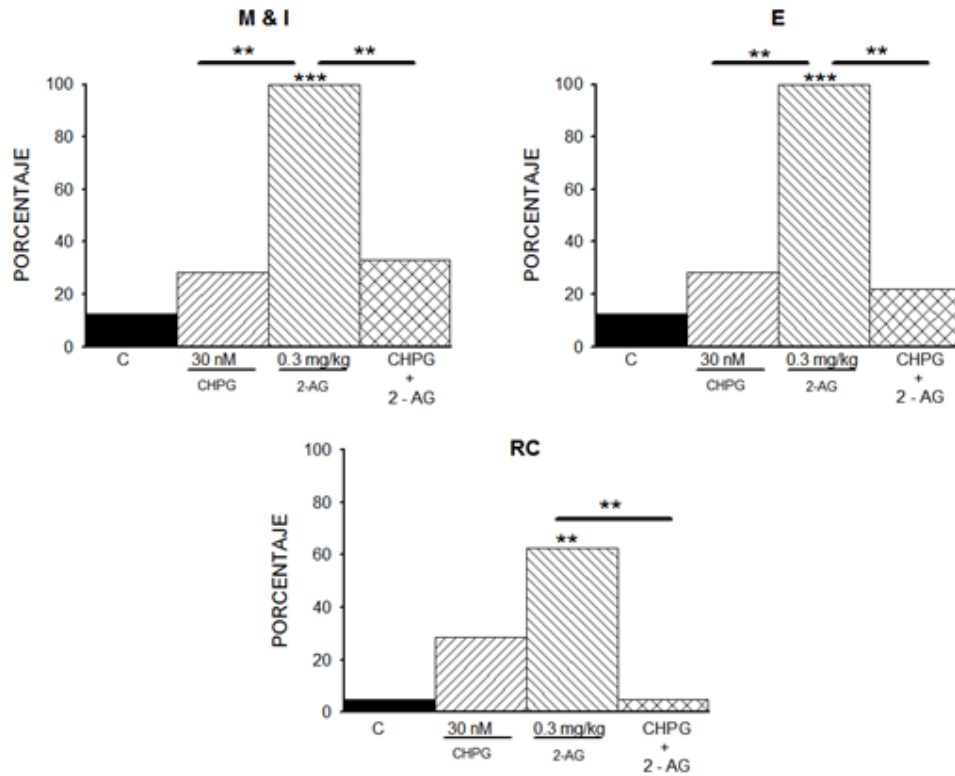 M & I
** **
***
PORCENTAJE
100
80
60
40
20
0
C 30 nM 0.3 mg/kg CHPG
CHPG 2-AG +
2 - AG
E
** **
***
PORCENTAJE
100
80
60
40
20
0
C 30 nM 0.3 mg/kg CHPG
CHPG 2-AG +
2 - AG
RC
**
**
PORCENTAJE
100
80
60
40
20
0
C 30 nM 0.3 mg/kg CHPG
CHPG 2-AG +
2 - AG